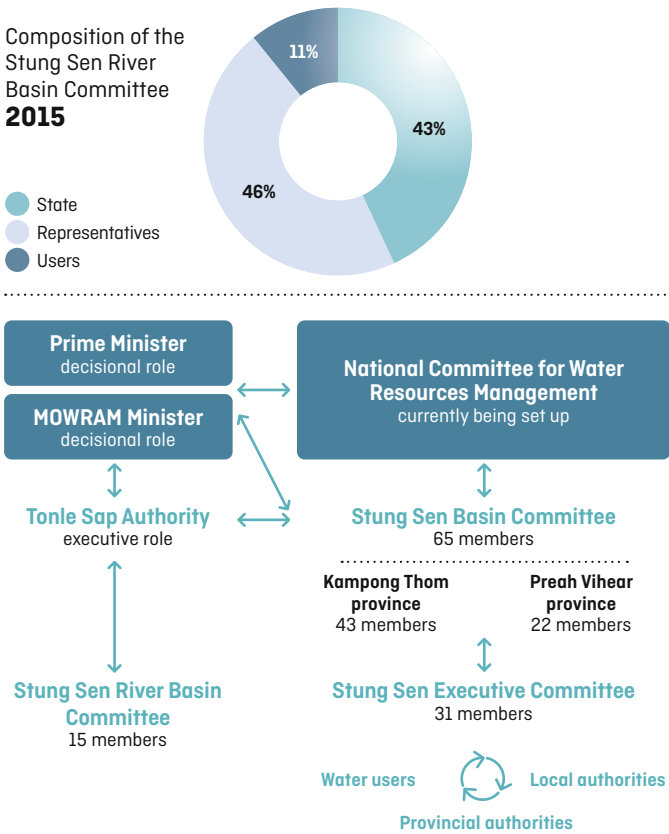 Composition of the
Stung Sen River
Basin Committee
2015
11%
43%
46%
State
Representatives
Users
Prime Minister
decisional role
MOWRAM Minister
decisional role
National Committee for Water
Resources Management
currently being set up
Tonle Sap Authority
executive role
Stung Sen Basin Committee
65 members
Kampong Thom
province
43 members
Preah Vihear
province
22 members
Stung Sen River Basin
Committee
15 members
Stung Sen Executive Committee
31 members
Water users
Local authorities
Provincial authorities